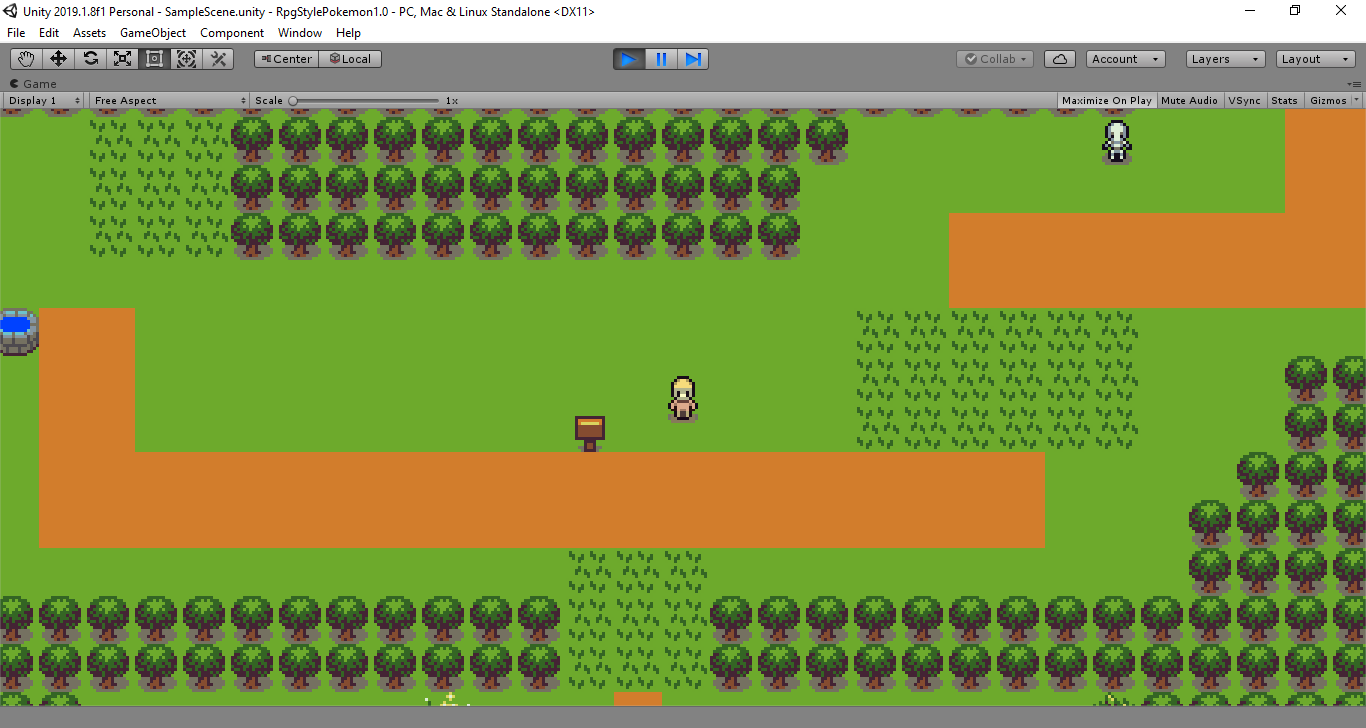 Unity 2019.1.8f1 Personal - SampleScene.unity - RpgStylePokemon1.0 - PC, Mac & Linux Standalone <DX11>
File Edit Assets GameObject Component Window Help
Center Local Collab Account Layers Layout
Game
Display 1 Free Aspect Scale 1x Maximize On Play Mute Audio VSync Stats Gizmos